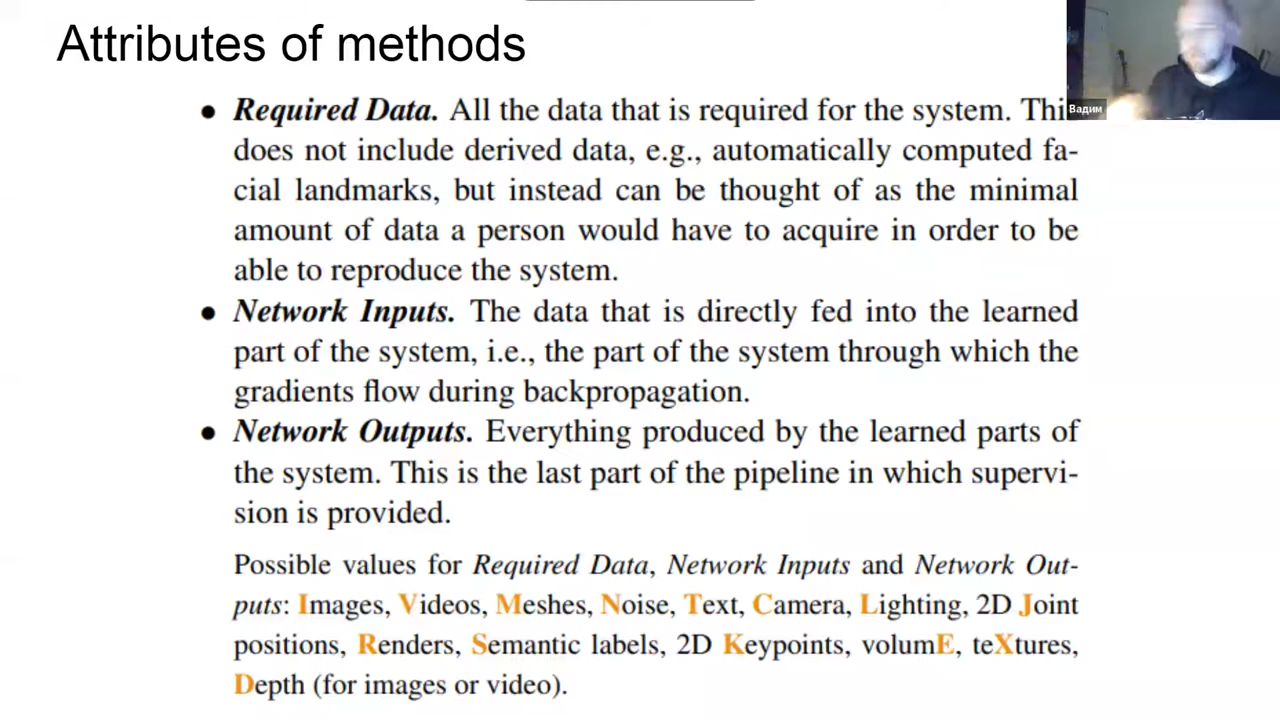 Attributes of methods
Вадим
• Required Data. All the data that is required for the system. Thi
does not include derived data, e.g., automatically computed fa-
cial landmarks, but instead can be thought of as the minimal
amount of data a person would have to acquire in order to be
able to reproduce the system.
• Network Inputs. The data that is directly fed into the learned
part of the system, i.e., the part of the system through which the
gradients flow during backpropagation.
• Network Outputs. Everything produced by the learned parts of
the system. This is the last part of the pipeline in which supervi-
sion is provided.
Possible values for Required Data, Network Inputs and Network Out-
puts: Images, Videos, Meshes, Noise, Text, Camera, Lighting, 2D Joint
positions, Renders, Semantic labels, 2D Keypoints, volumE, teXtures,
Depth (for images or video).